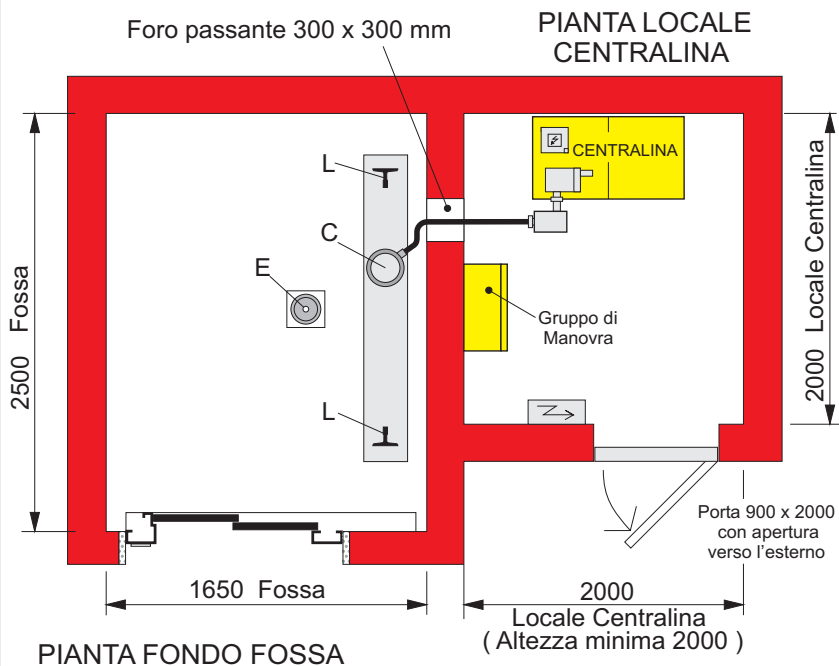 Foro passante 300 x 300 mm
PIANTA LOCALE
CENTRALINA
L
C
E
L
CENTRALINA
Gruppo di
Manovra
2500 Fossa
2000 Locale Centralina
Porta 900 x 2000
con apertura
verso l'esterno
1650 Fossa
2000
Locale Centralina
( Altezza minima 2000 )
PIANTA FONDO FOSSA